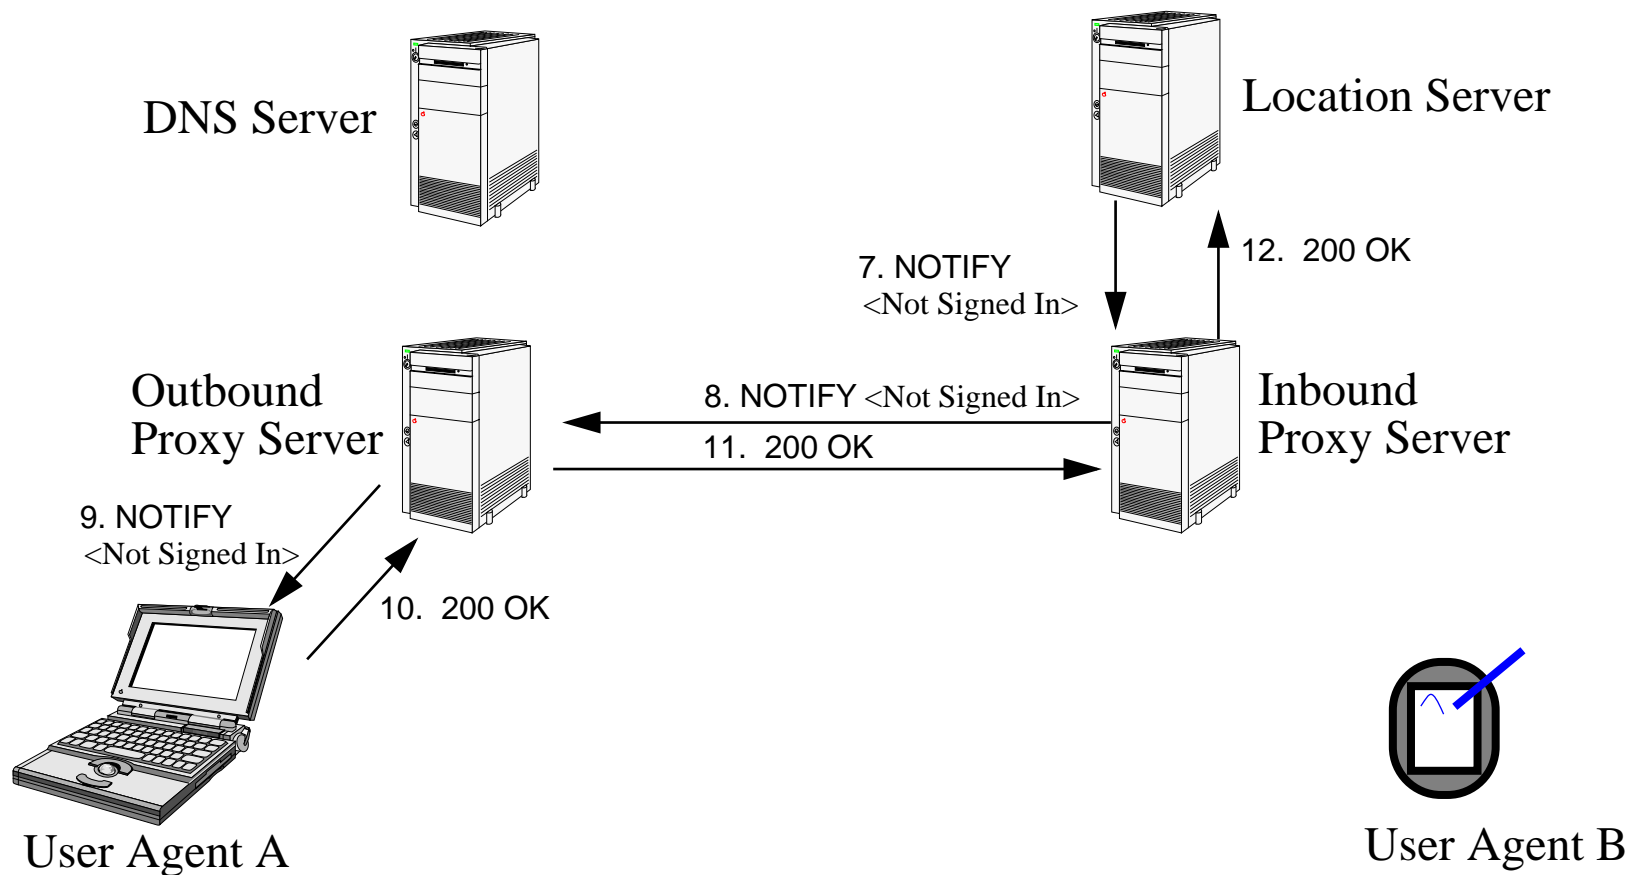 DNS Server
Location Server
7. NOTIFY
<Not Signed In>
12.  200 OK
Outbound
Proxy Server
8. NOTIFY <Not Signed In>
11.  200 OK
Inbound
Proxy Server
9. NOTIFY
<Not Signed In>
10.  200 OK
User Agent A
User Agent B